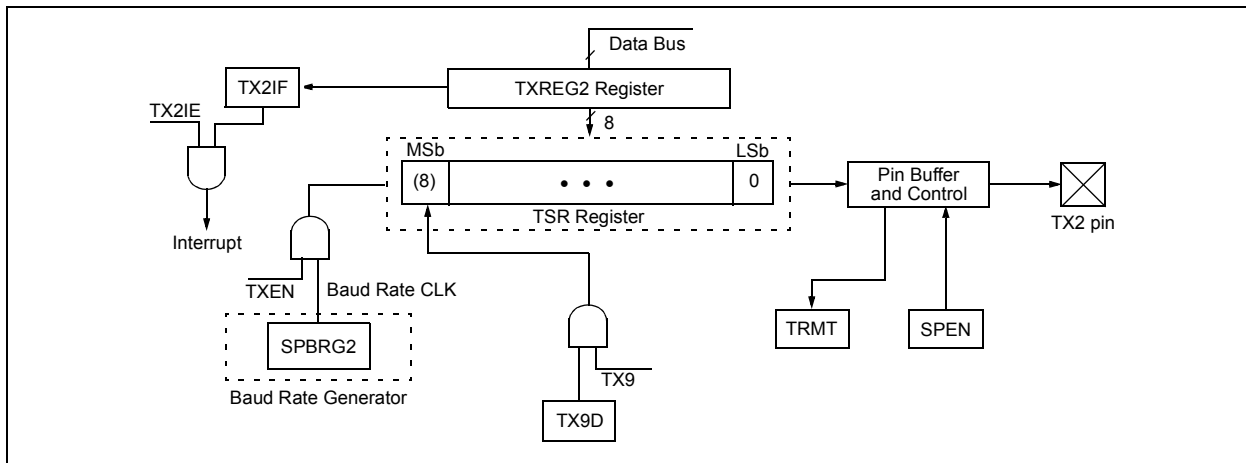 Data Bus
TXREG2 Register
TX2IF
TX2IE
8
MSb
LSb
(8)
• • •
0
TSR Register
Pin Buffer
and Control
TX2 pin
Interrupt
TXEN
Baud Rate CLK
SPBRG2
Baud Rate Generator
TRMT
SPEN
TX9
TX9D